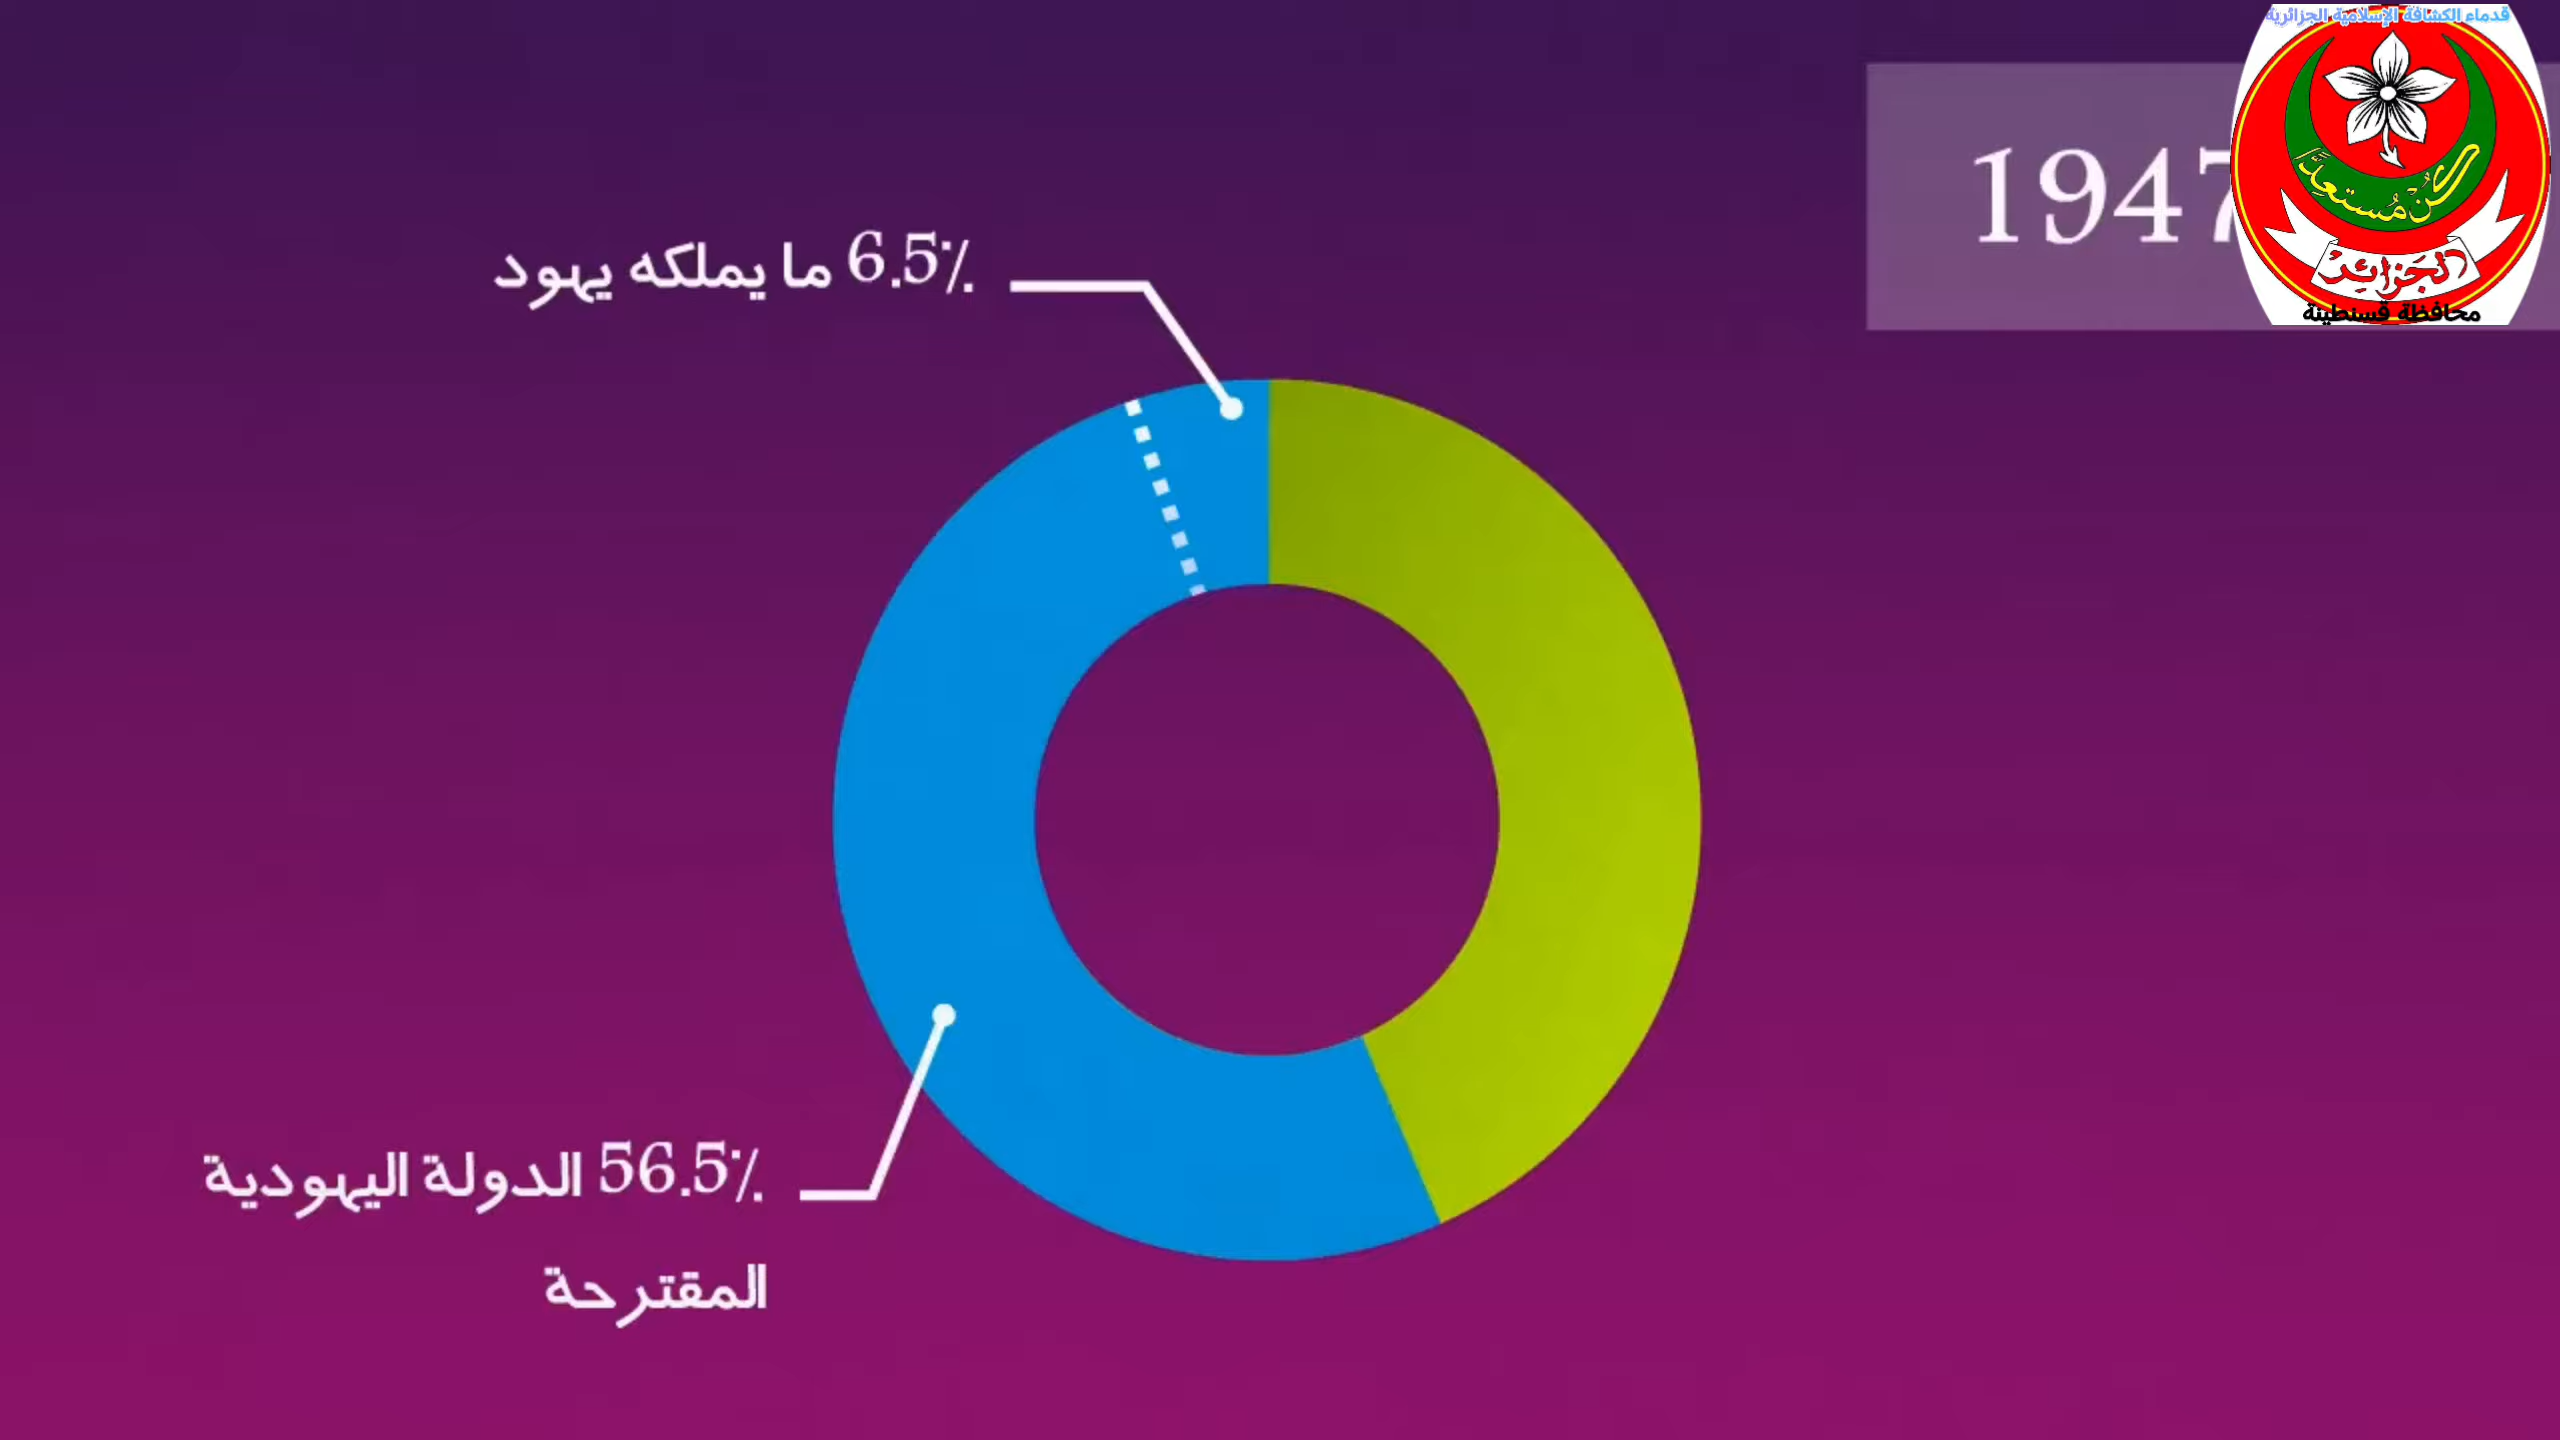 قدماء الكشافة الإسلامية الجزائرية
1947
كن مستعدًا
الجزائر
محافظة قسنطينة
6.5٪ ما يملكه يهود
56.5٪ الدولة اليهودية
المقترحة